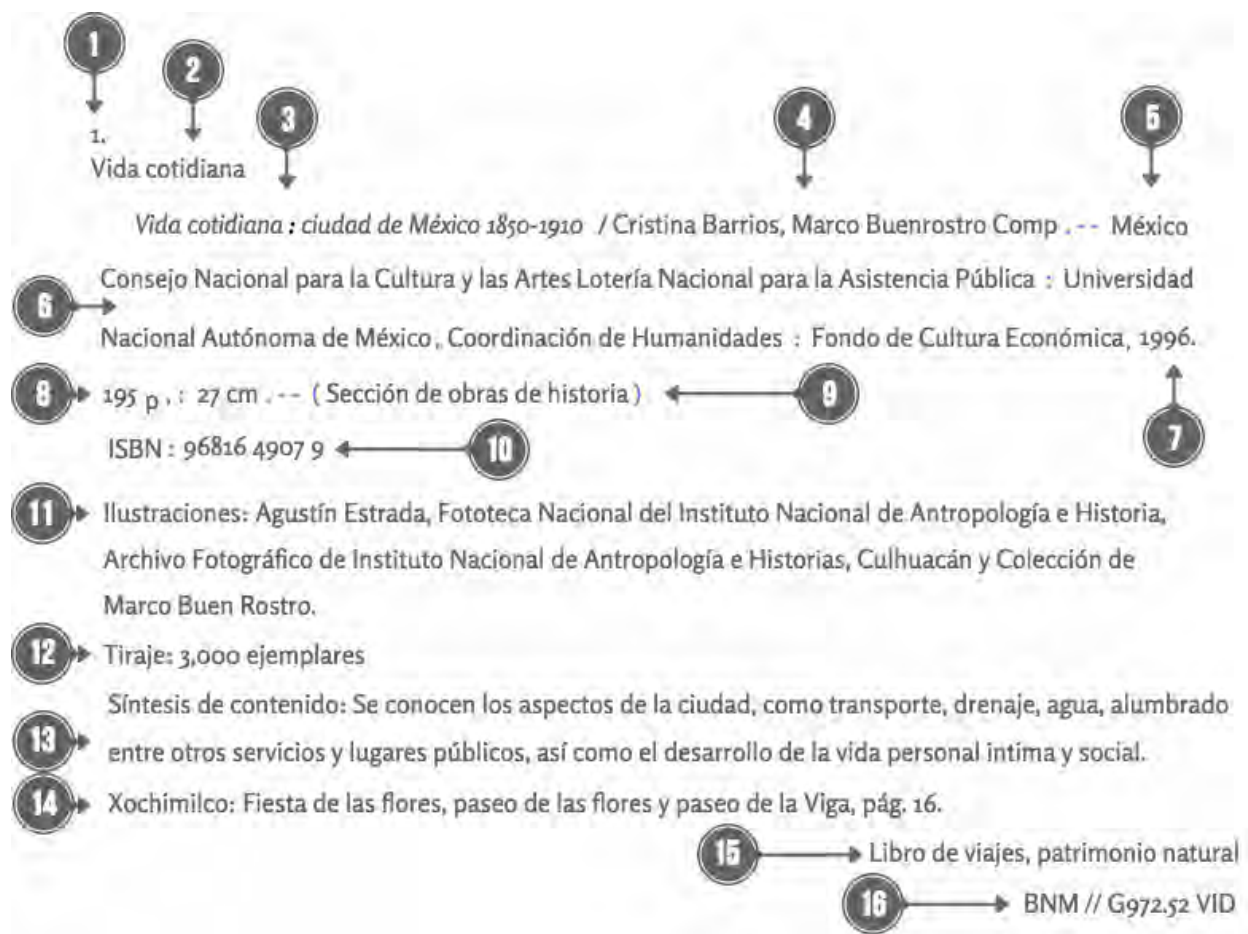 1
2
3
4
5
1.
Vida cotidiana
Vida cotidiana : ciudad de México 1850-1910 / Cristina Barrios, Marco Buenrostro Comp . -- México
Consejo Nacional para la Cultura y las Artes Lotería Nacional para la Asistencia Pública : Universidad
6
Nacional Autónoma de México, Coordinación de Humanidades : Fondo de Cultura Económica, 1996.
8 195 p , : 27 cm . -- ( Sección de obras de historia ) 9
7
ISBN : 96816 4907 9 10
11 Ilustraciones: Agustín Estrada, Fototeca Nacional del Instituto Nacional de Antropología e Historia,
Archivo Fotográfico de Instituto Nacional de Antropología e Historias, Culhuacán y Colección de
Marco Buen Rostro.
12 Tiraje: 3,000 ejemplares
Síntesis de contenido: Se conocen los aspectos de la ciudad, como transporte, drenaje, agua, alumbrado
13 entre otros servicios y lugares públicos, así como el desarrollo de la vida personal intima y social.
14 Xochimilco: Fiesta de las flores, paseo de las flores y paseo de la Viga, pág. 16.
15 Libro de viajes, patrimonio natural
16 BNM // G972.52 VID